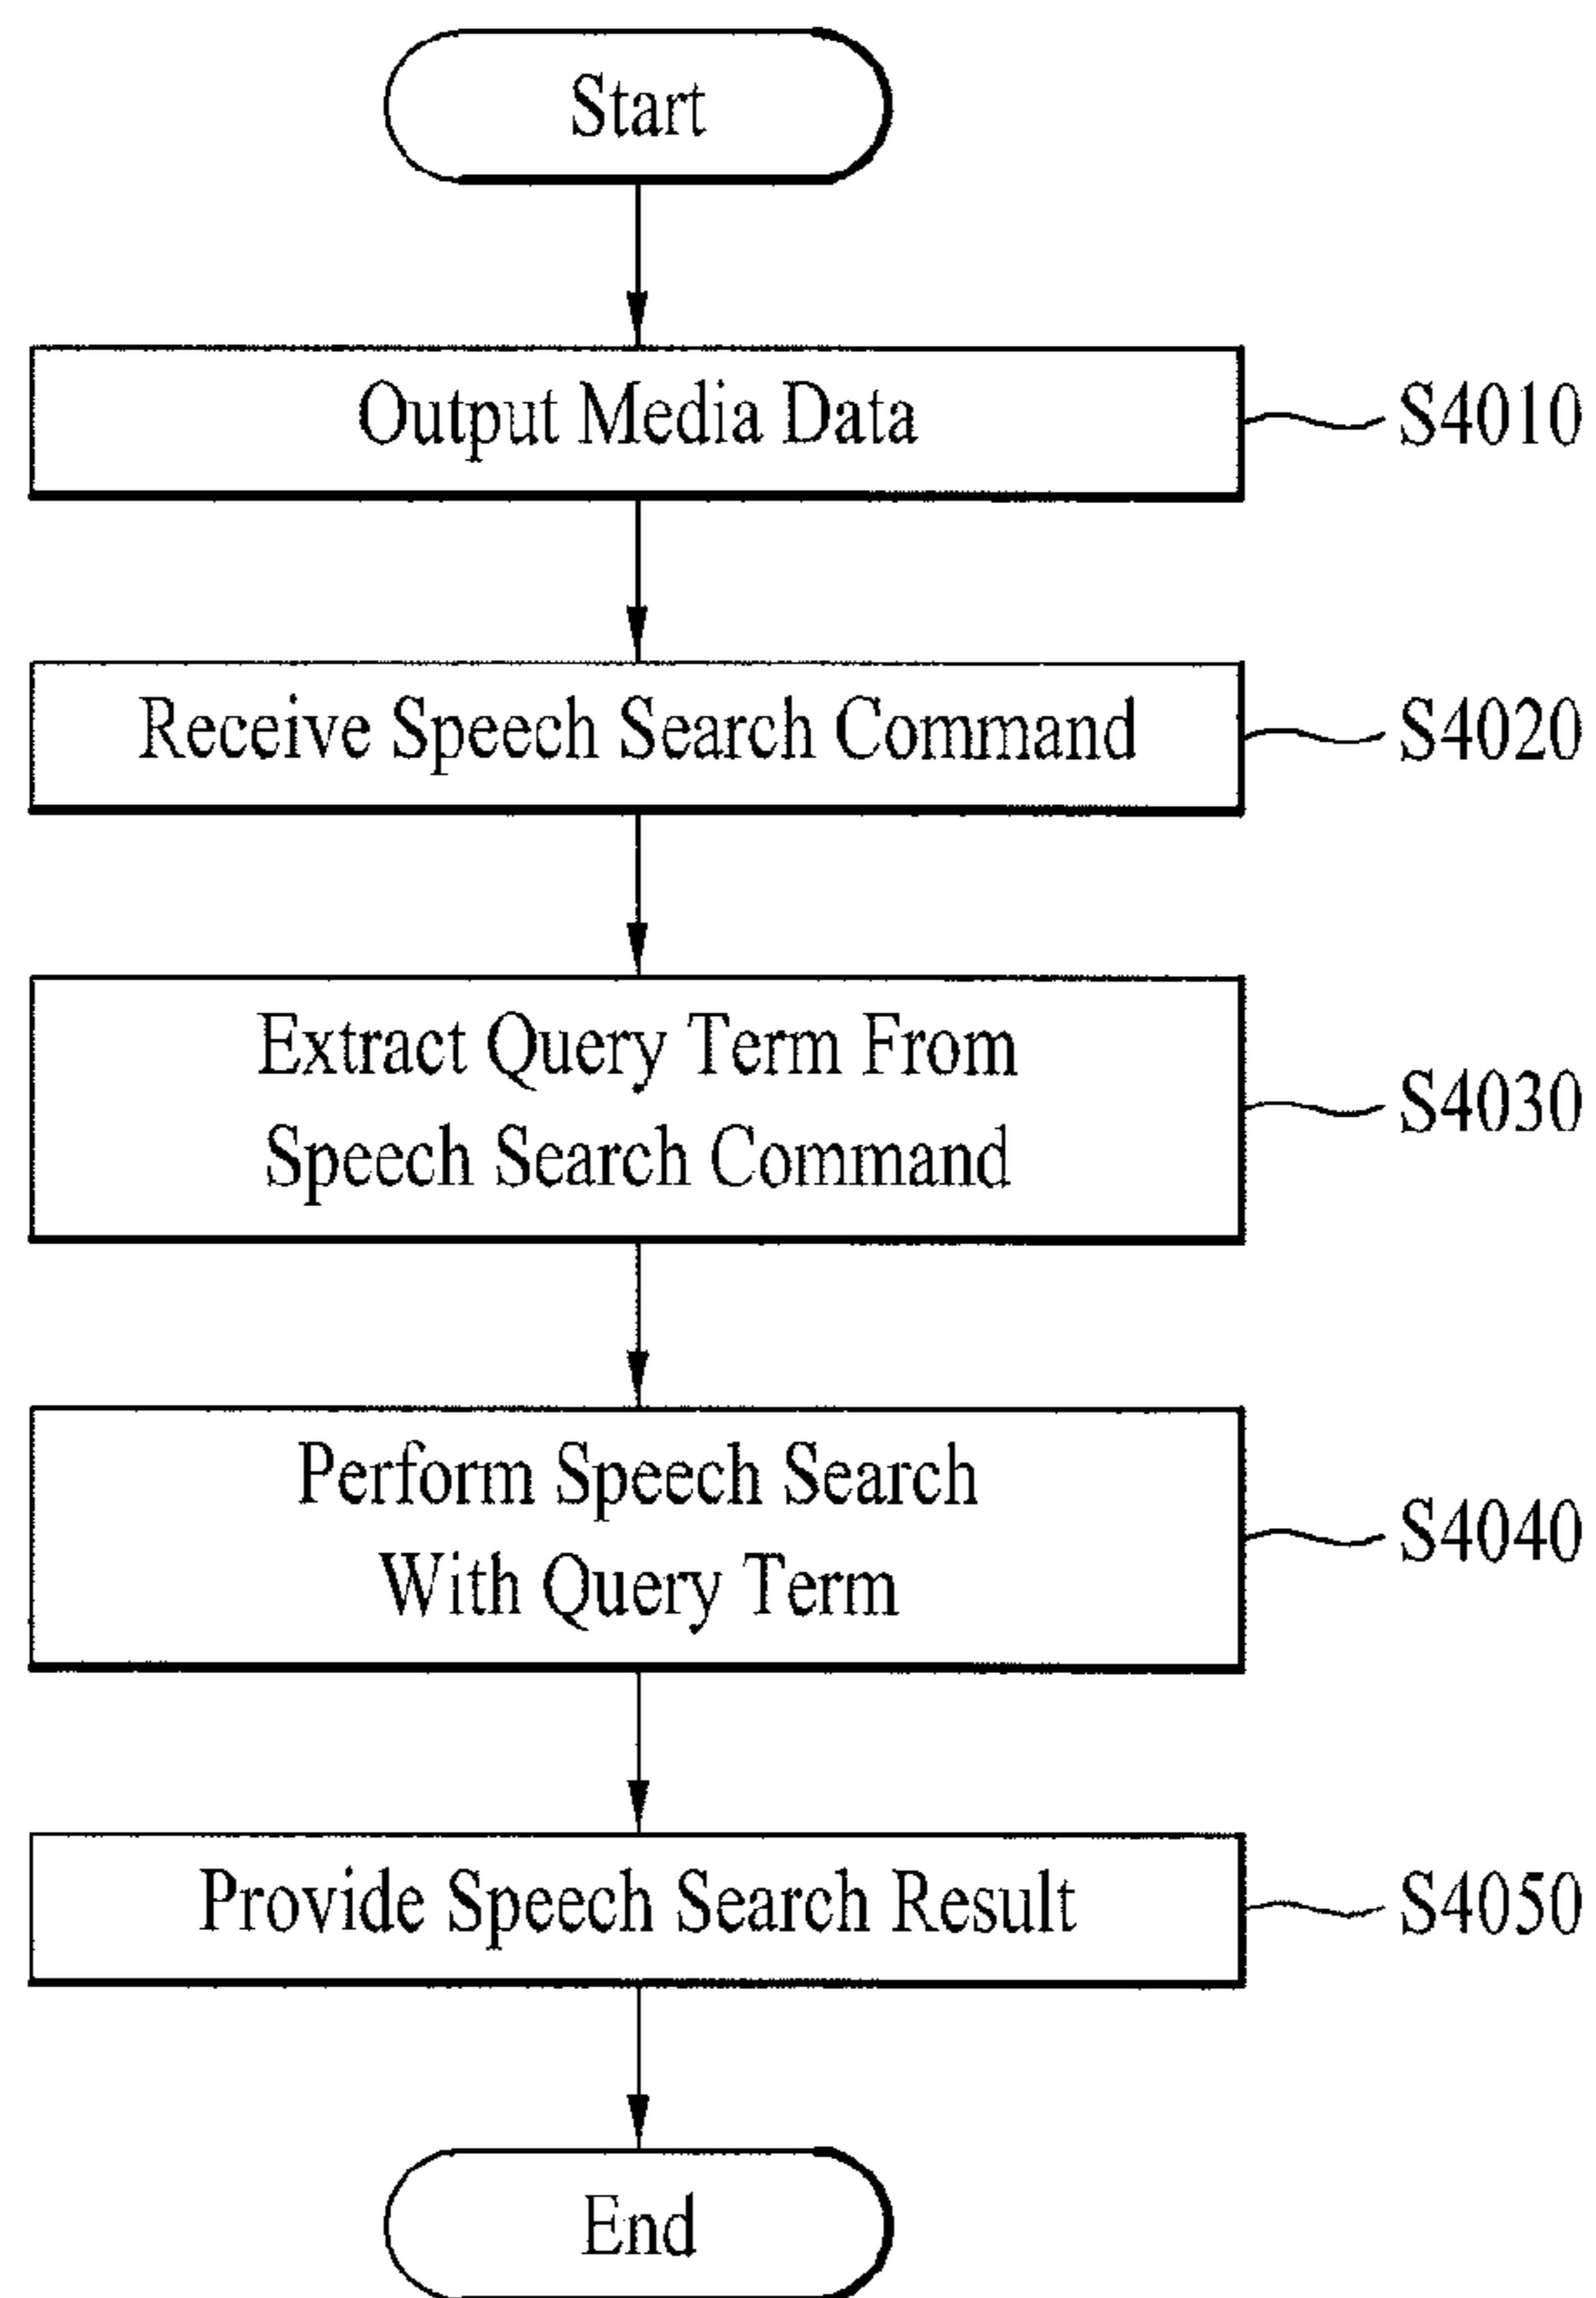 Start
Output Media Data
S4010
Receive Speech Search Command
S4020
Extract Query Term From
Speech Search Command
S4030
Perform Speech Search
With Query Term
S4040
Provide Speech Search Result
S4050
End